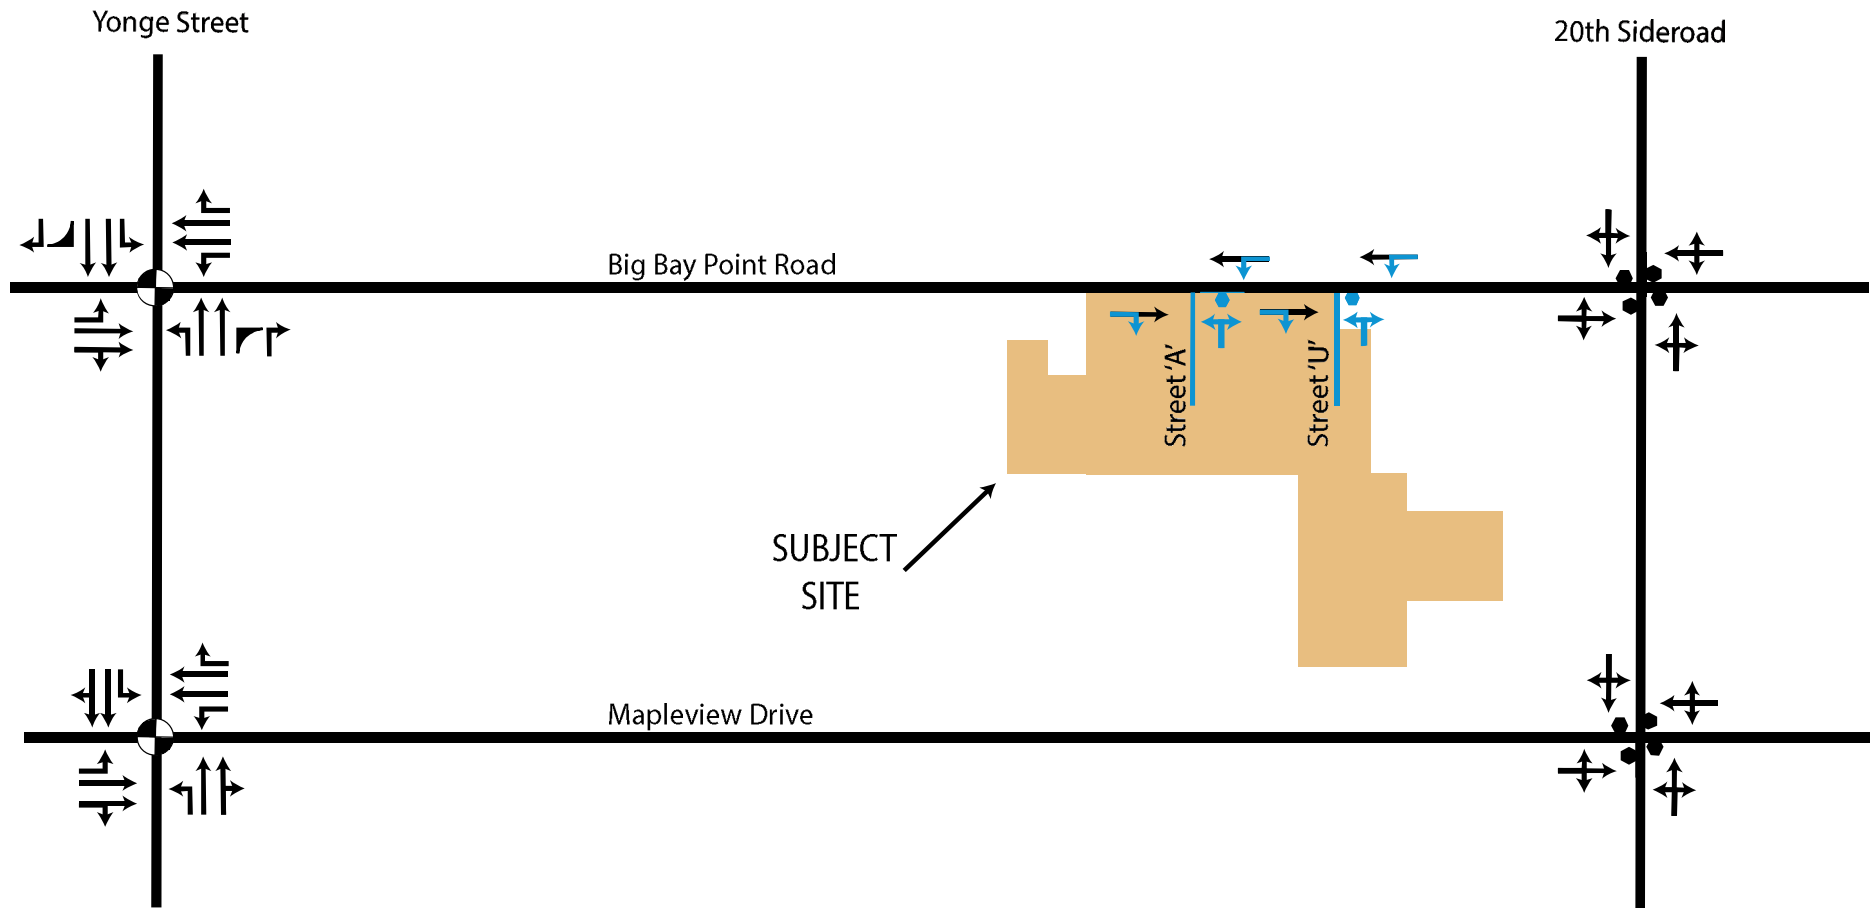 Yonge Street
20th Sideroad
Big Bay Point Road
Street ‘A’
Street ‘U’
SUBJECT
SITE
Mapleview Drive